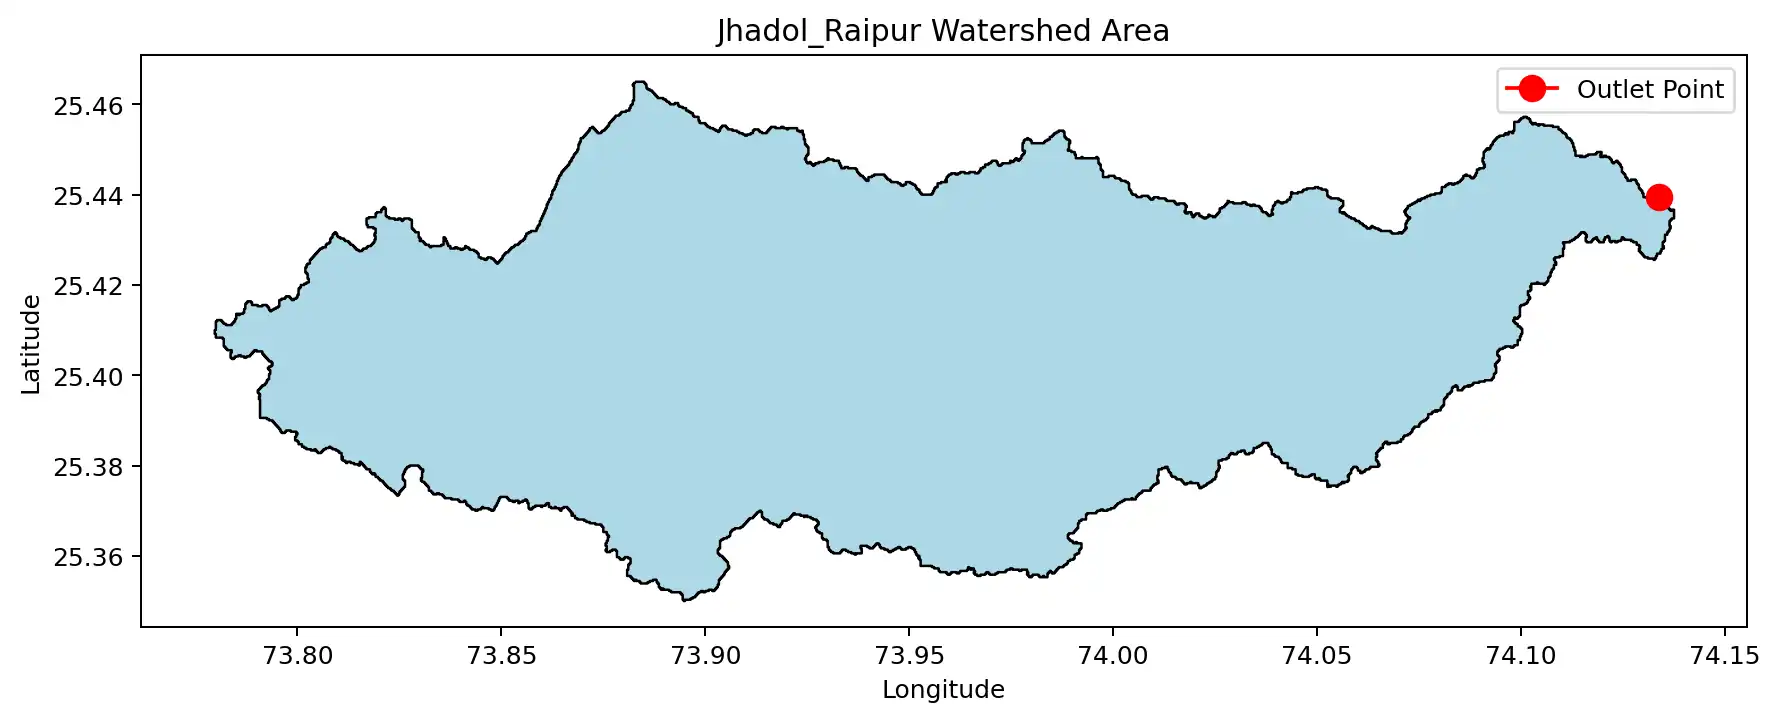 Jhadol_Raipur Watershed Area
Outlet Point
25.46
25.44
25.42
25.40
25.38
25.36
Latitude
73.80 73.85 73.90 73.95 74.00 74.05 74.10 74.15
Longitude